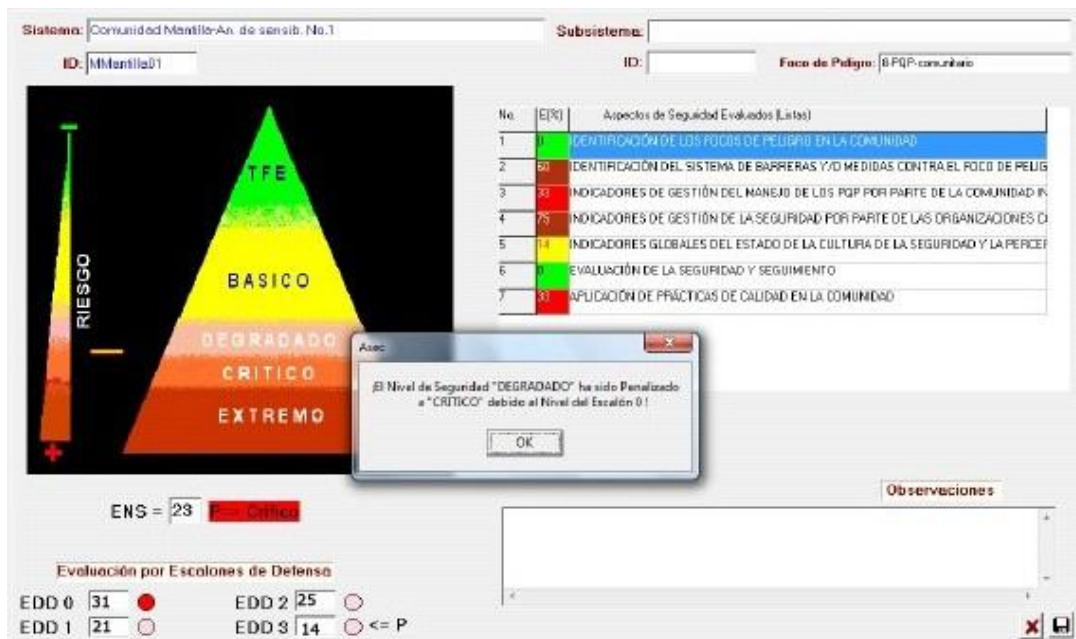 Sistema: Comunidad Mantilla-An. de sensib. No.1
Subsistema:
ID: MMantilla01
ID:
Foco de Peligro: 8-PQP-comunitario
No. E(%) Aspectos de Seguridad Evaluados (Listas)
1 0 IDENTIFICACIÓN DE LOS FOCOS DE PELIGRO EN LA COMUNIDAD
2 60 IDENTIFICACIÓN DEL SISTEMA DE BARRERAS Y/O MEDIDAS CONTRA EL FOCO DE PELIG
3 33 INDICADORES DE GESTIÓN DEL MANEJO DE LOS PQP POR PARTE DE LA COMUNIDAD IN
4 75 INDICADORES DE GESTIÓN DE LA SEGURIDAD POR PARTE DE LAS ORGANIZACIONES C
5 14 INDICADORES GLOBALES DEL ESTADO DE LA CULTURA DE LA SEGURIDAD Y LA PERCEP
6 0 EVALUACIÓN DE LA SEGURIDAD Y SEGUIMIENTO
7 33 APLICACIÓN DE PRÁCTICAS DE CALIDAD EN LA COMUNIDAD
RIESGO
TFE
BASICO
DEGRADADO
CRITICO
EXTREMO
Asec
¡El Nivel de Seguridad "DEGRADADO" ha sido Penalizado
a "CRITICO" debido al Nivel del Escalón 0 !
OK
ENS = 23 P=> Crítico
Observaciones
Evaluación por Escalones de Defensa
EDD 0 31
EDD 2 25
EDD 1 21
EDD 3 14 <= P